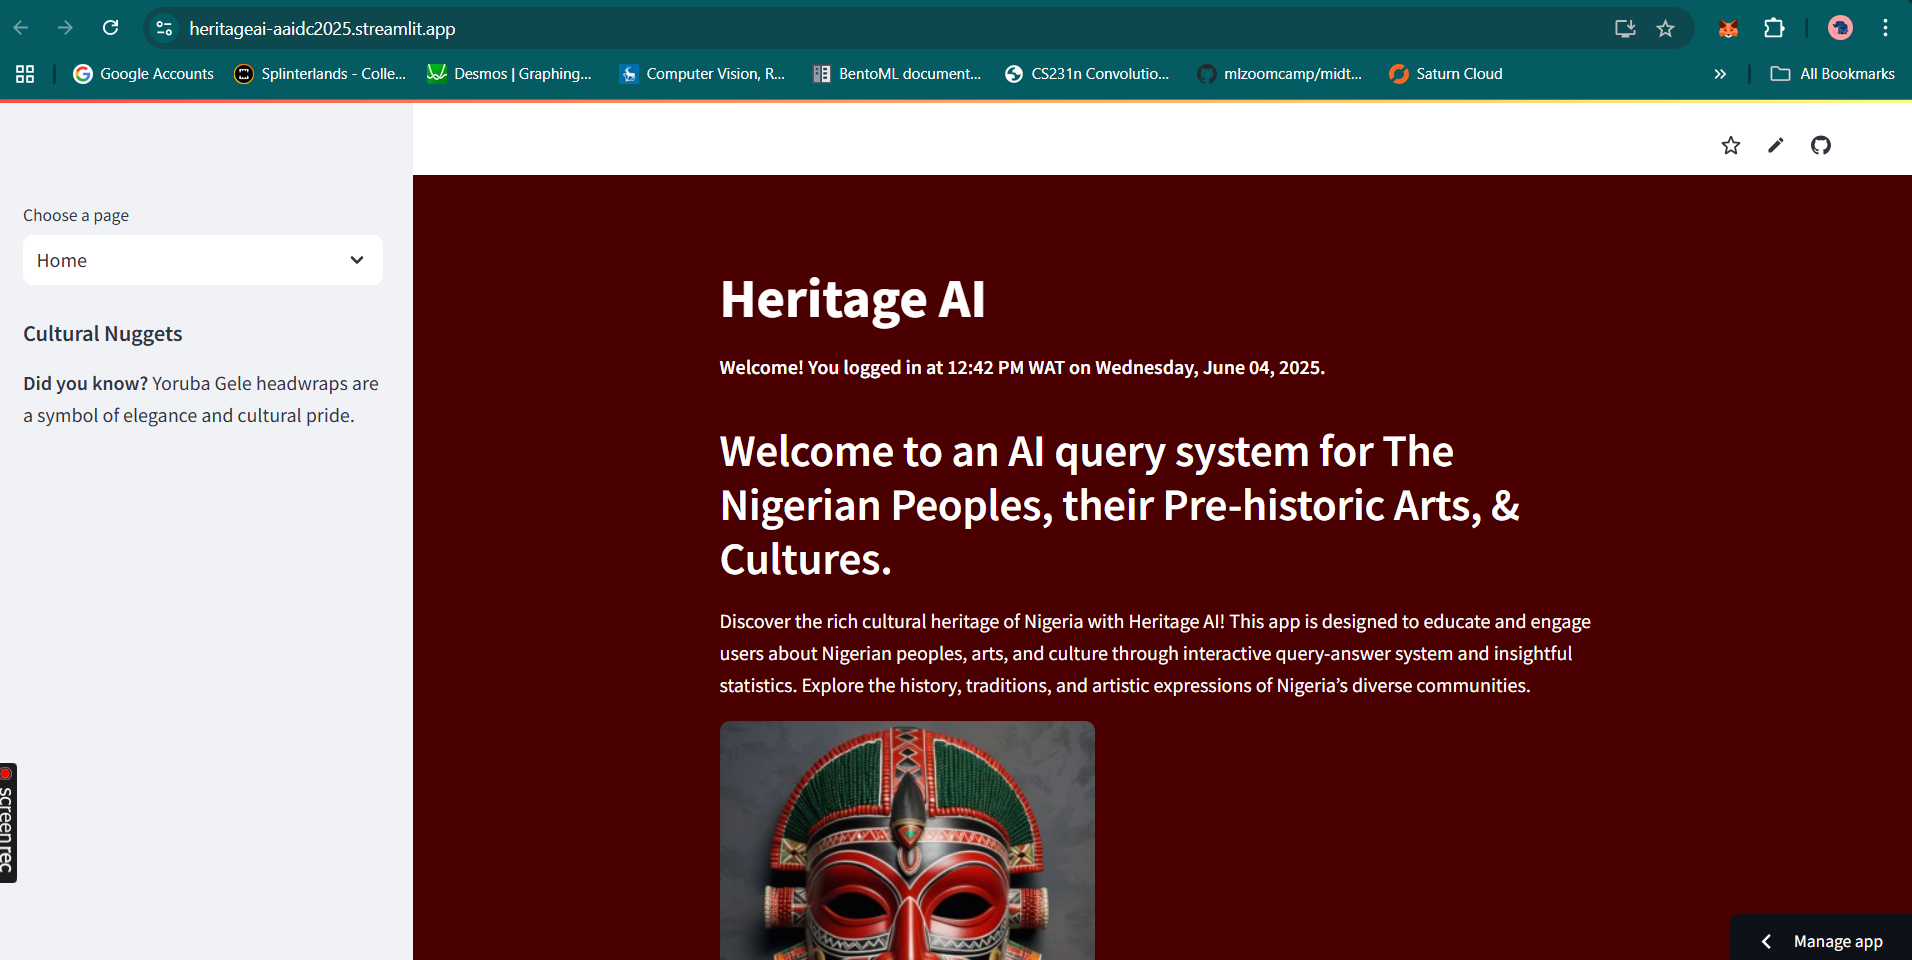 heritageai-aaidc2025.streamlit.app
Google Accounts
Splinterlands - Colle...
Desmos | Graphing...
Computer Vision, R...
BentoML document...
CS231n Convolutio...
mlzoomcamp/midt...
Saturn Cloud
All Bookmarks
Choose a page
Home
Cultural Nuggets
Did you know? Yoruba Gele headwraps are
a symbol of elegance and cultural pride.
Heritage AI
Welcome! You logged in at 12:42 PM WAT on Wednesday, June 04, 2025.
Welcome to an AI query system for The
Nigerian Peoples, their Pre-historic Arts, &
Cultures.
Discover the rich cultural heritage of Nigeria with Heritage AI! This app is designed to educate and engage
users about Nigerian peoples, arts, and culture through interactive query-answer system and insightful
statistics. Explore the history, traditions, and artistic expressions of Nigeria’s diverse communities.
screenrec
Manage app